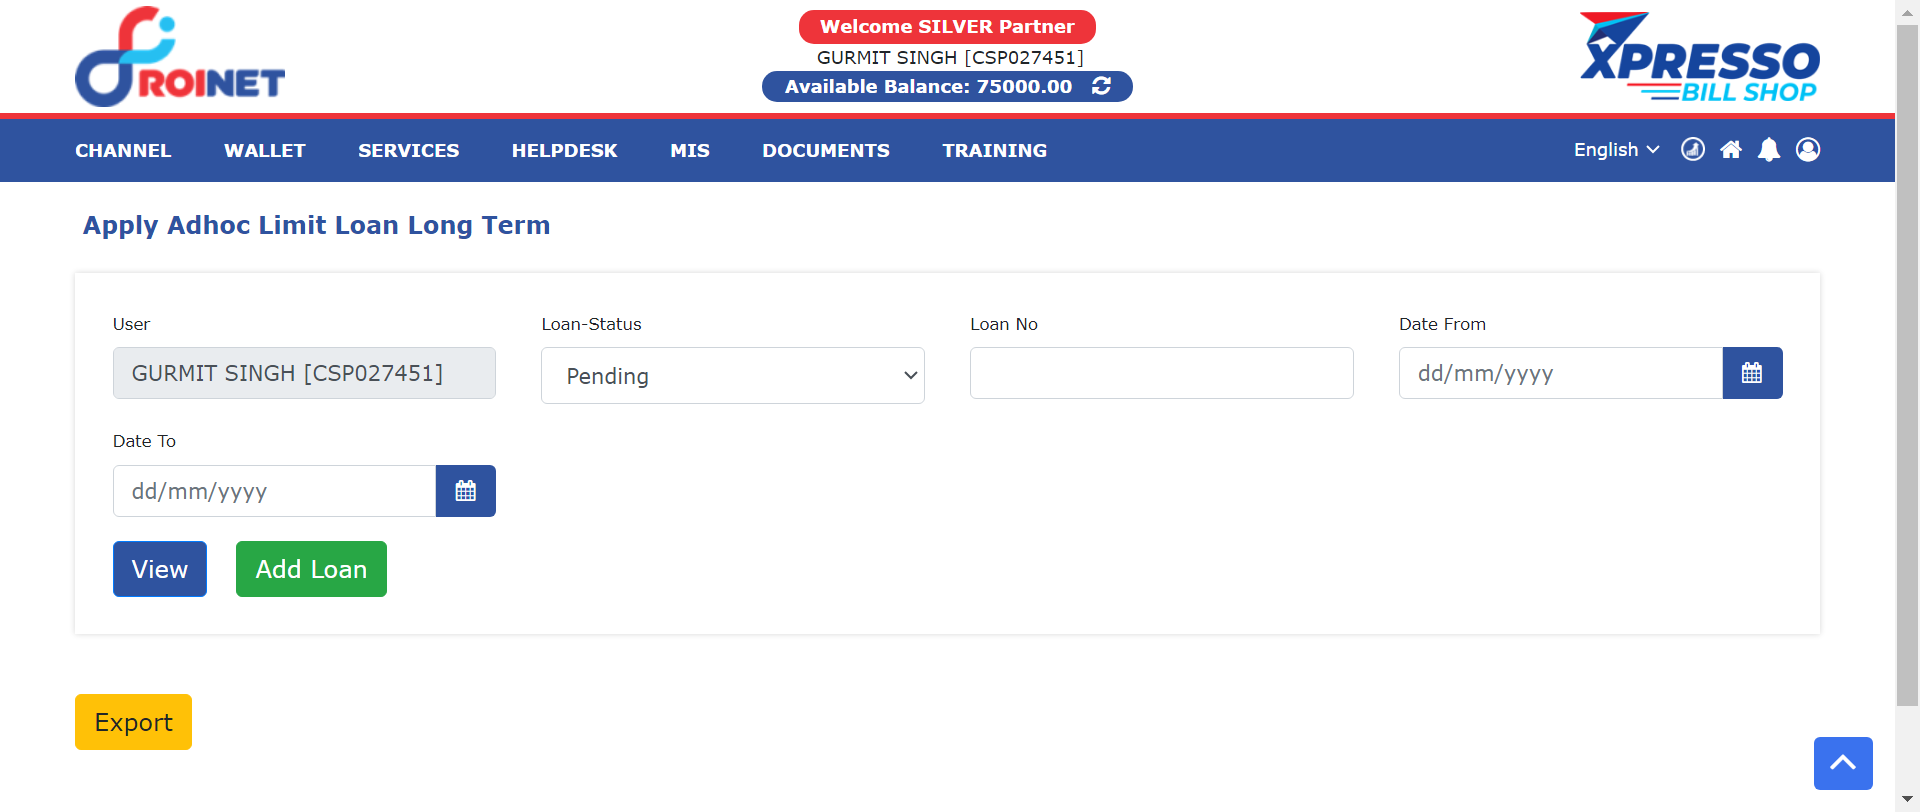 ROINET
Welcome SILVER Partner
GURMIT SINGH [CSP027451]
Available Balance: 75000.00
XPRESSO
BILL SHOP
CHANNEL WALLET SERVICES HELPDESK MIS DOCUMENTS TRAINING English
Apply Adhoc Limit Loan Long Term
User Loan-Status Loan No Date From
GURMIT SINGH [CSP027451] Pending dd/mm/yyyy
Date To
dd/mm/yyyy
View Add Loan
Export